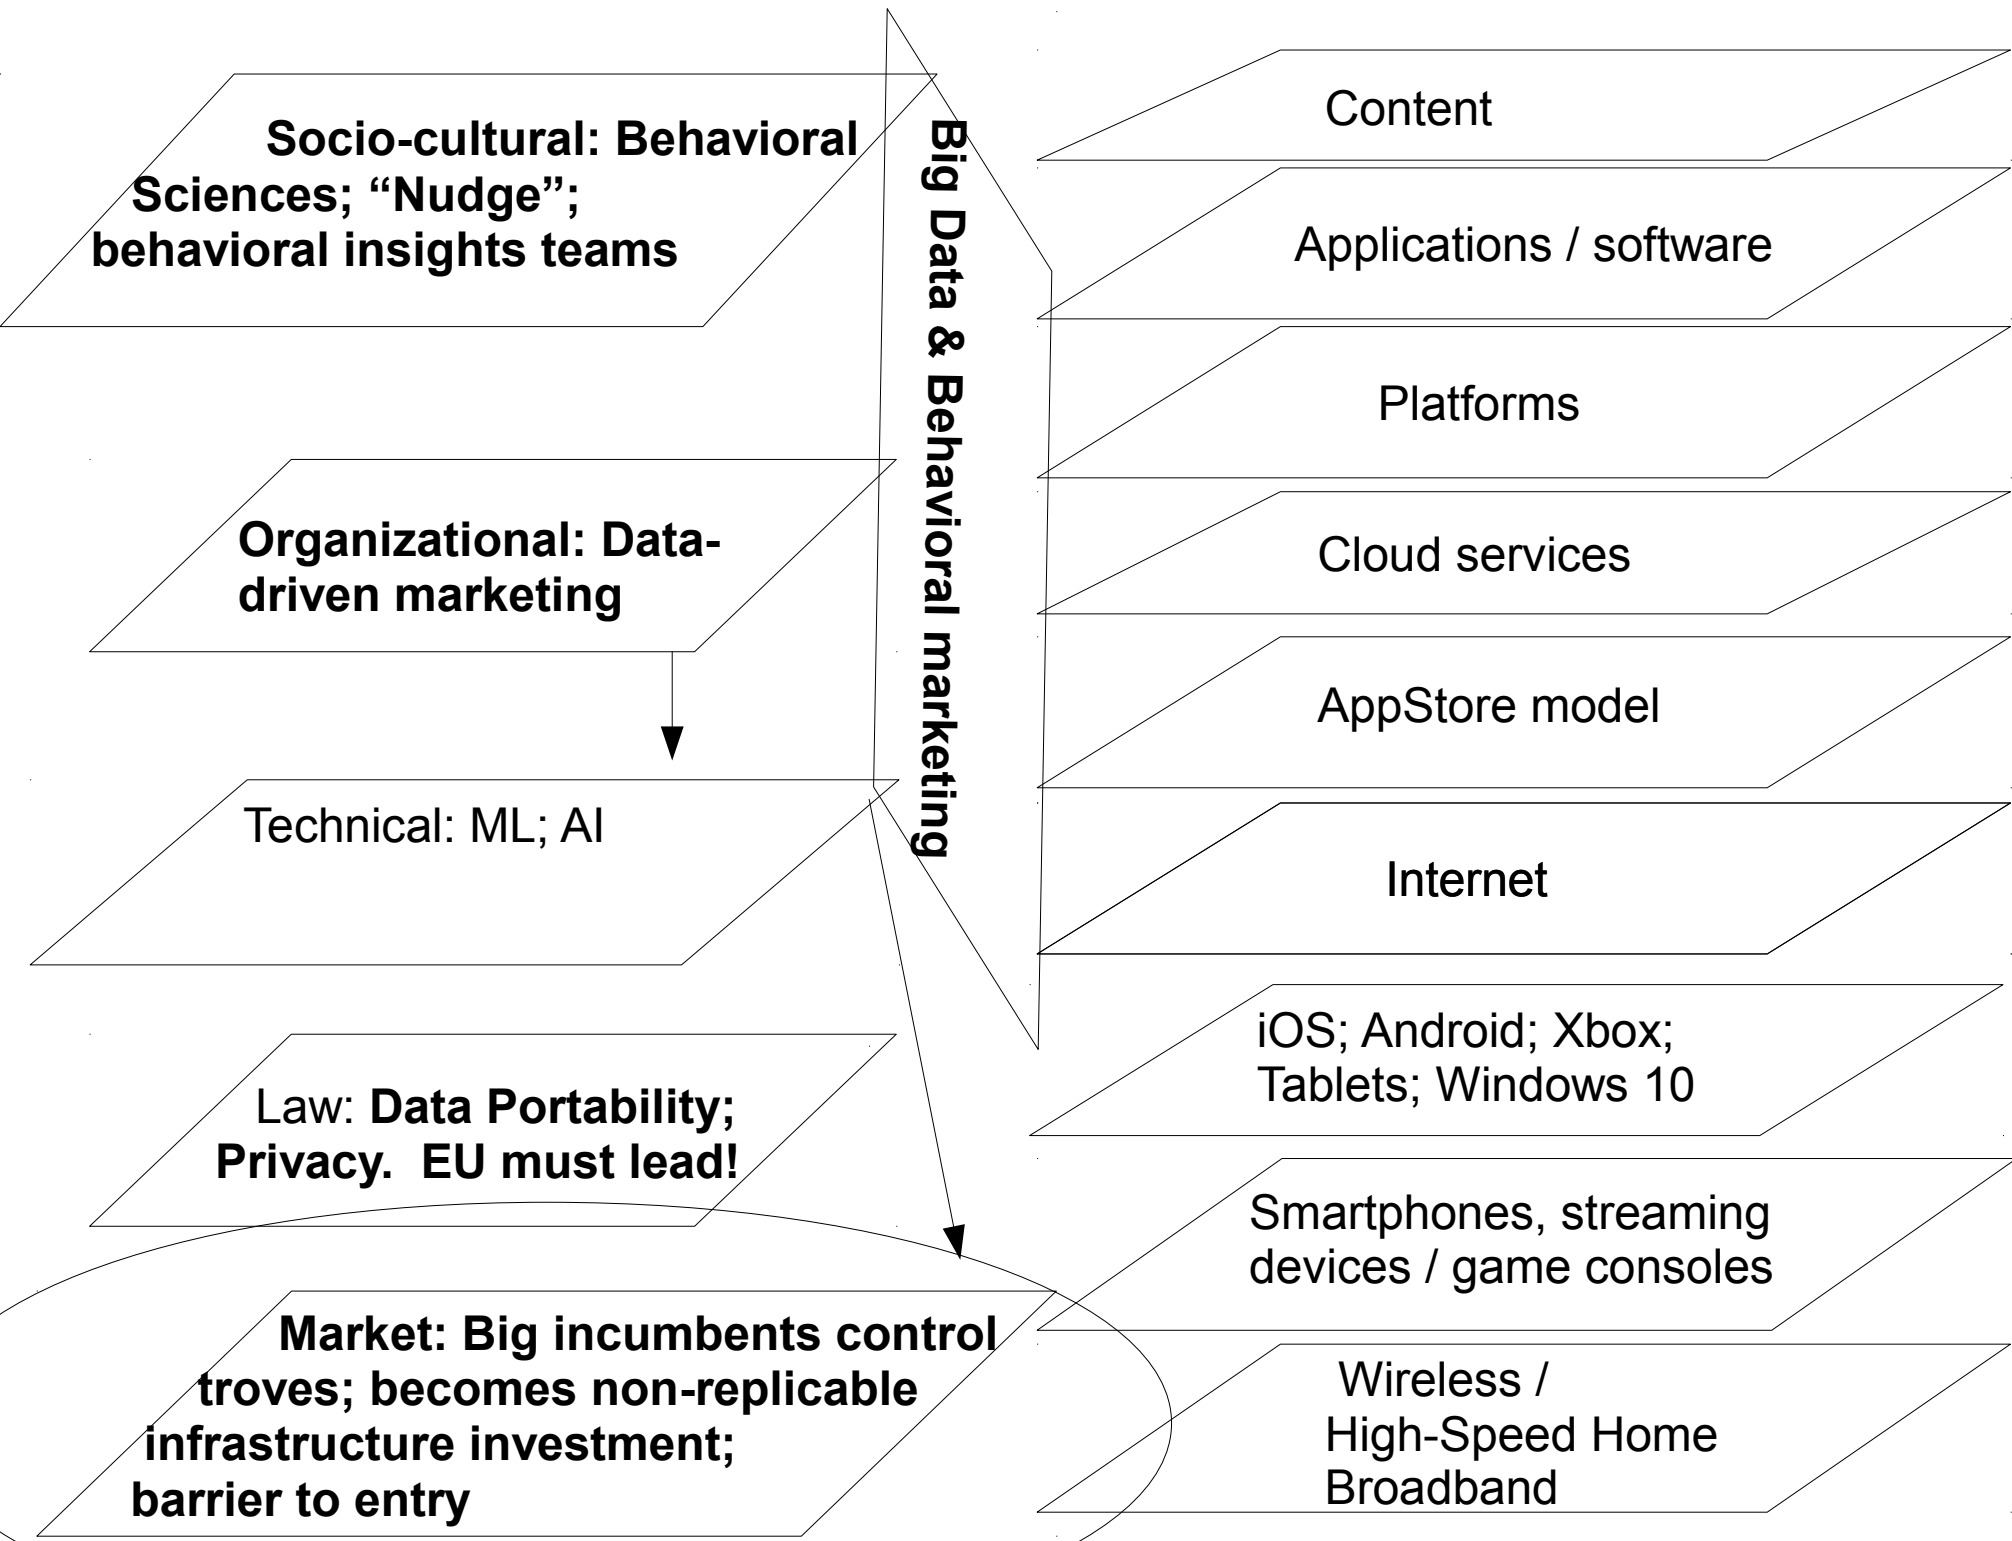 Socio-cultural: Behavioral
Sciences; “Nudge”;
behavioral insights teams
Organizational: Data-
driven marketing
Technical: ML; AI
Law: Data Portability;
Privacy.  EU must lead!
Market: Big incumbents control
troves; becomes non-replicable
infrastructure investment;
barrier to entry
Big Data & Behavioral marketing
Content
Applications / software
Platforms
Cloud services
AppStore model
Internet
iOS; Android; Xbox;
Tablets; Windows 10
Smartphones, streaming
devices / game consoles
Wireless /
High-Speed Home
Broadband